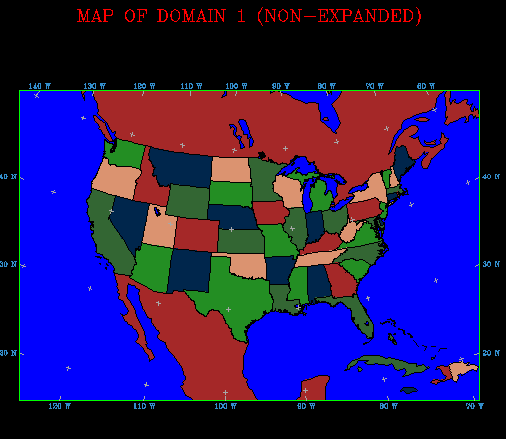 MAP OF DOMAIN 1 (NON-EXPANDED)
140 W 130 W 120 W 110 W 100 W 90 W 80 W 70 W 60 W
40 N 40 N
30 N 30 N
20 N 20 N
120 W 110 W 100 W 90 W 80 W 70 W